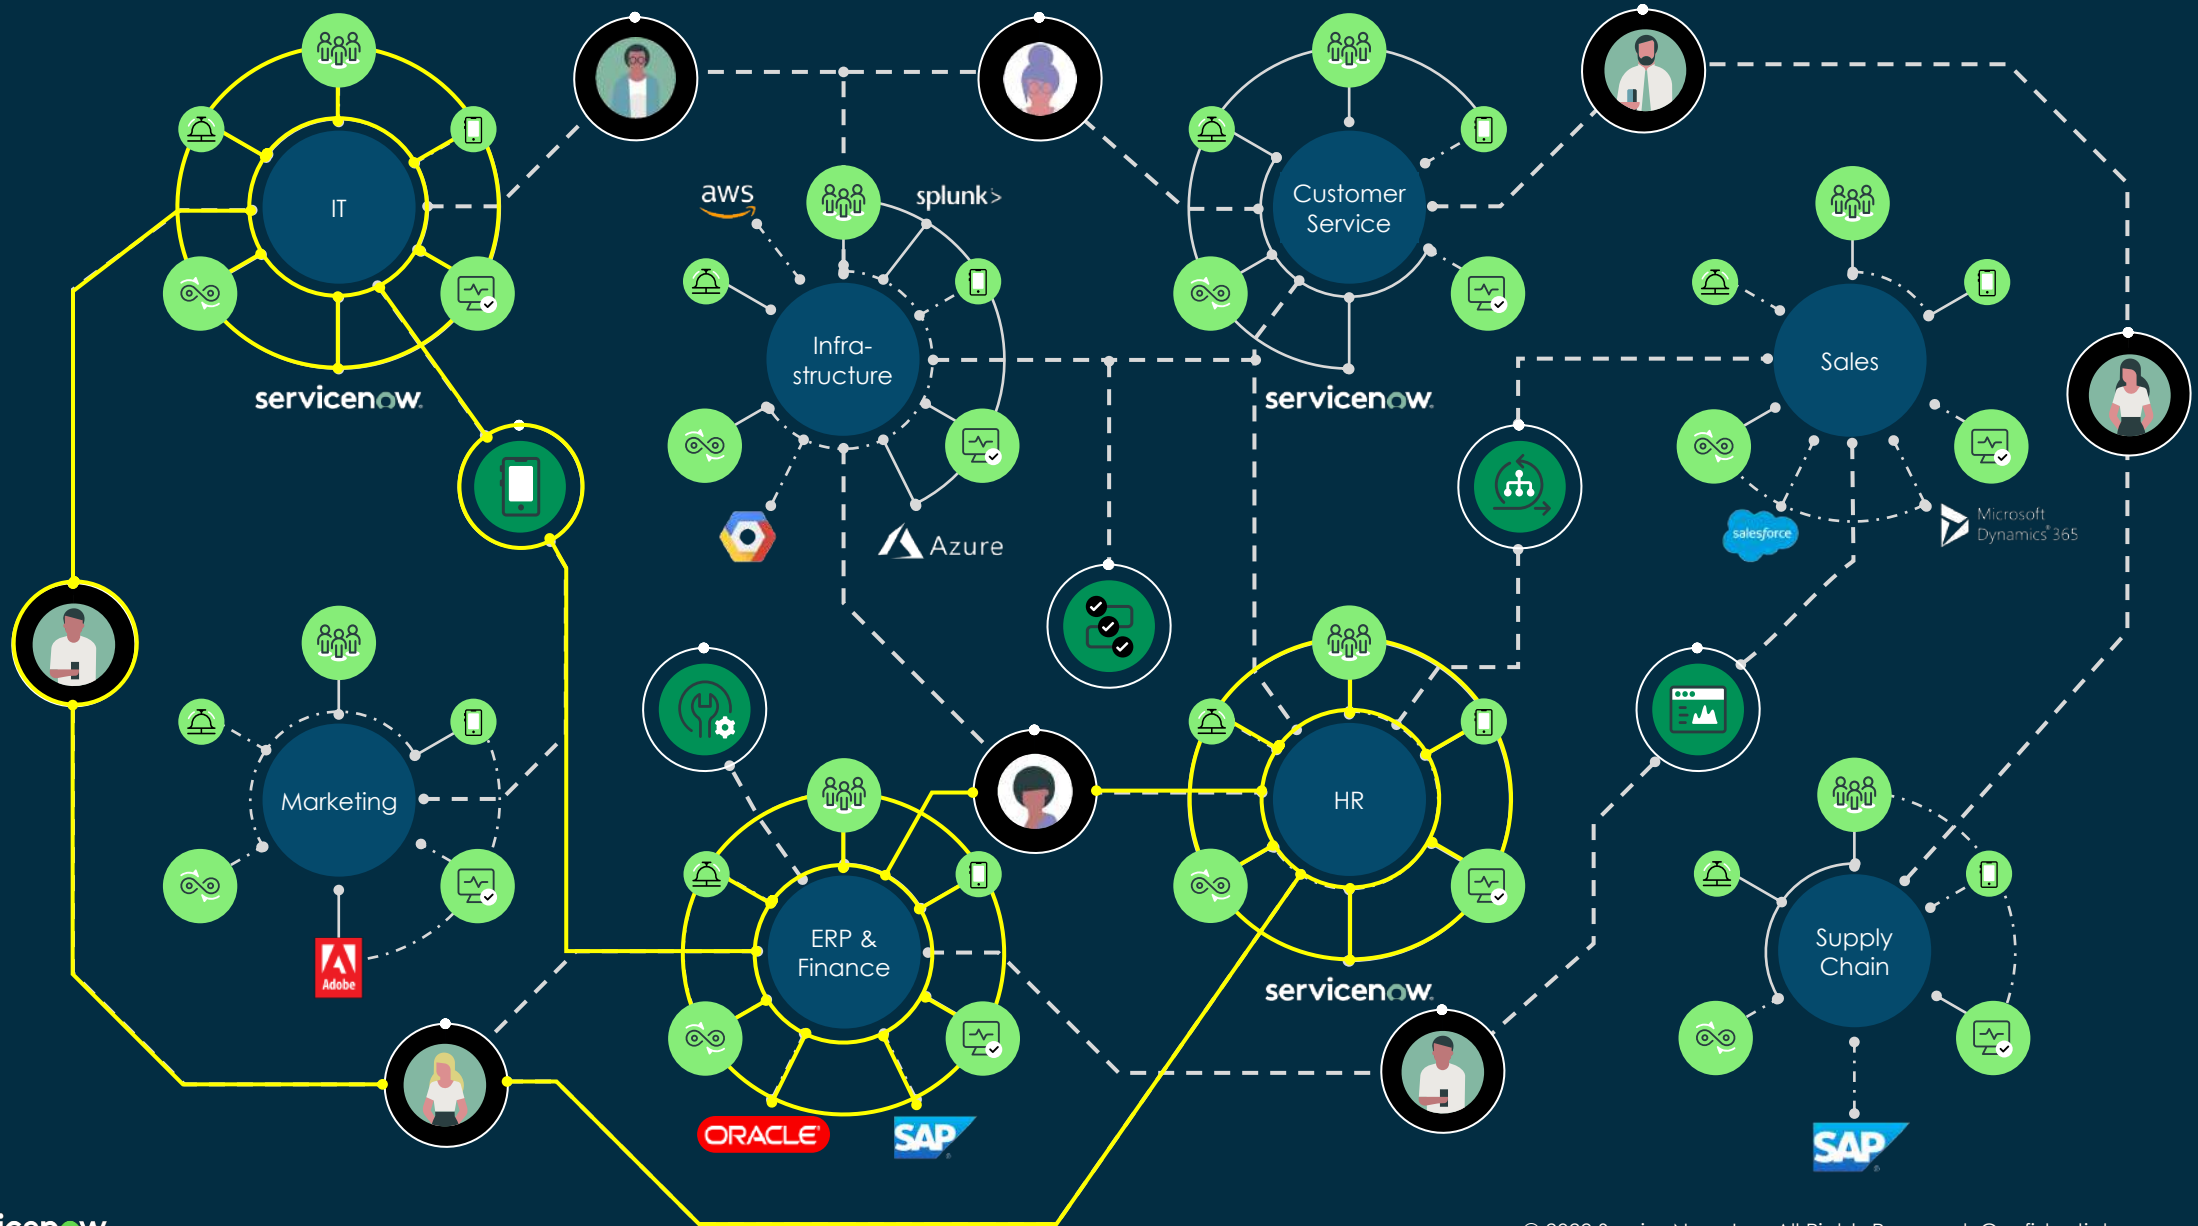 IT
servicenow.
aws
splunk>
Infra-
structure
Azure
Customer
Service
servicenow.
Sales
salesforce
Microsoft
Dynamics 365
Marketing
Adobe
ERP &
Finance
ORACLE
SAP
HR
servicenow.
Supply
Chain
SAP